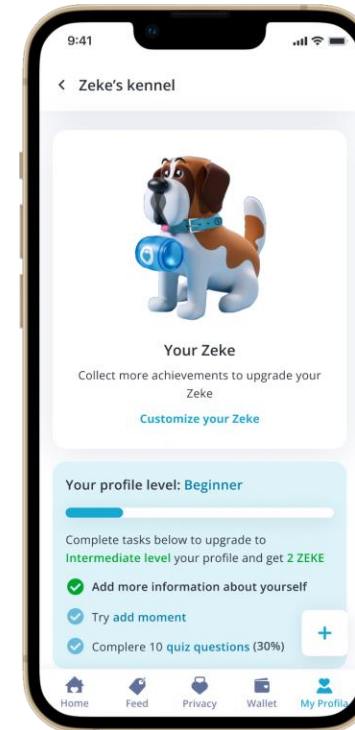 9:41
Zeke's kennel
Your Zeke
Collect more achievements to upgrade your
Zeke
Customize your Zeke
Your profile level: Beginner
Complete tasks below to upgrade to
Intermediate level your profile and get 2 ZEKE
Add more information about yourself
Try add moment
Complere 10 quiz questions (30%)
+
Home Feed Privacy Wallet My Profile